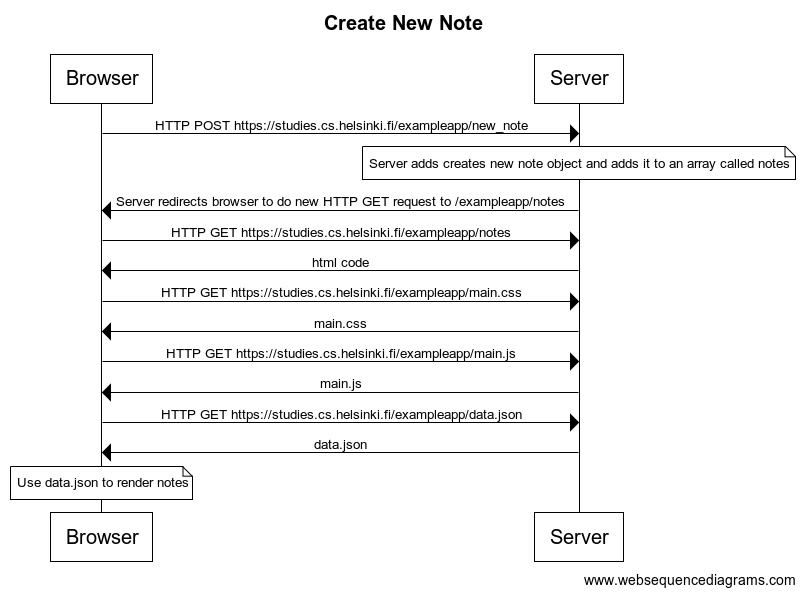 Create New Note
Browser
Server
HTTP POST https://studies.cs.helsinki.fi/exampleapp/new_note
Server adds creates new note object and adds it to an array called notes
Server redirects browser to do new HTTP GET request to /exampleapp/notes
HTTP GET https://studies.cs.helsinki.fi/exampleapp/notes
html code
HTTP GET https://studies.cs.helsinki.fi/exampleapp/main.css
main.css
HTTP GET https://studies.cs.helsinki.fi/exampleapp/main.js
main.js
HTTP GET https://studies.cs.helsinki.fi/exampleapp/data.json
data.json
Use data.json to render notes
Browser
Server
www.websequencediagrams.com